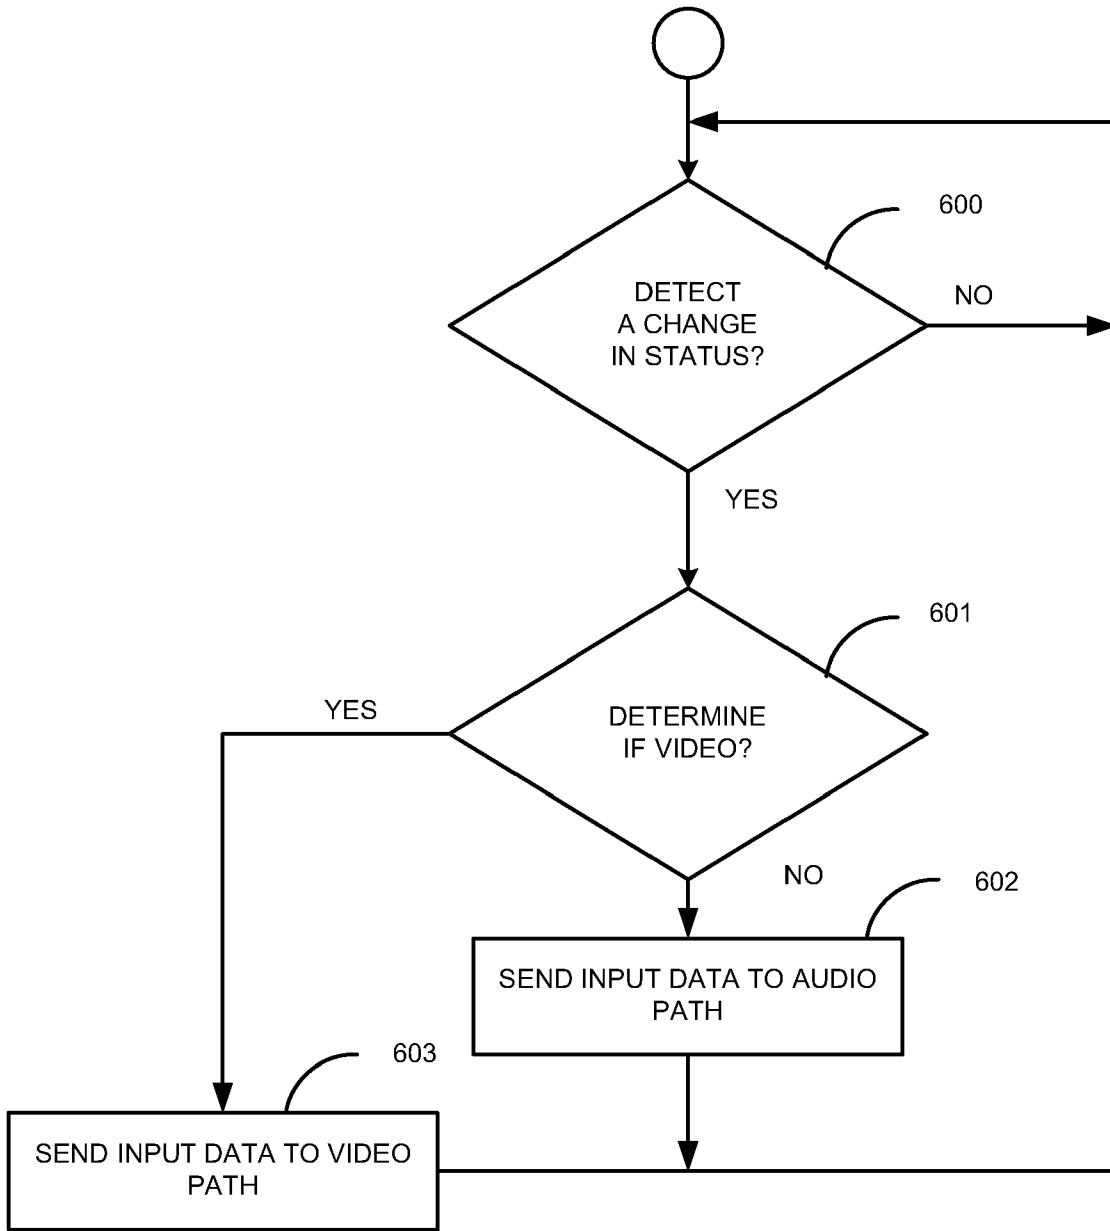 600
DETECT
A CHANGE
IN STATUS?
NO
YES
601
DETERMINE
IF VIDEO?
YES
NO
602
SEND INPUT DATA TO AUDIO
PATH
603
SEND INPUT DATA TO VIDEO
PATH